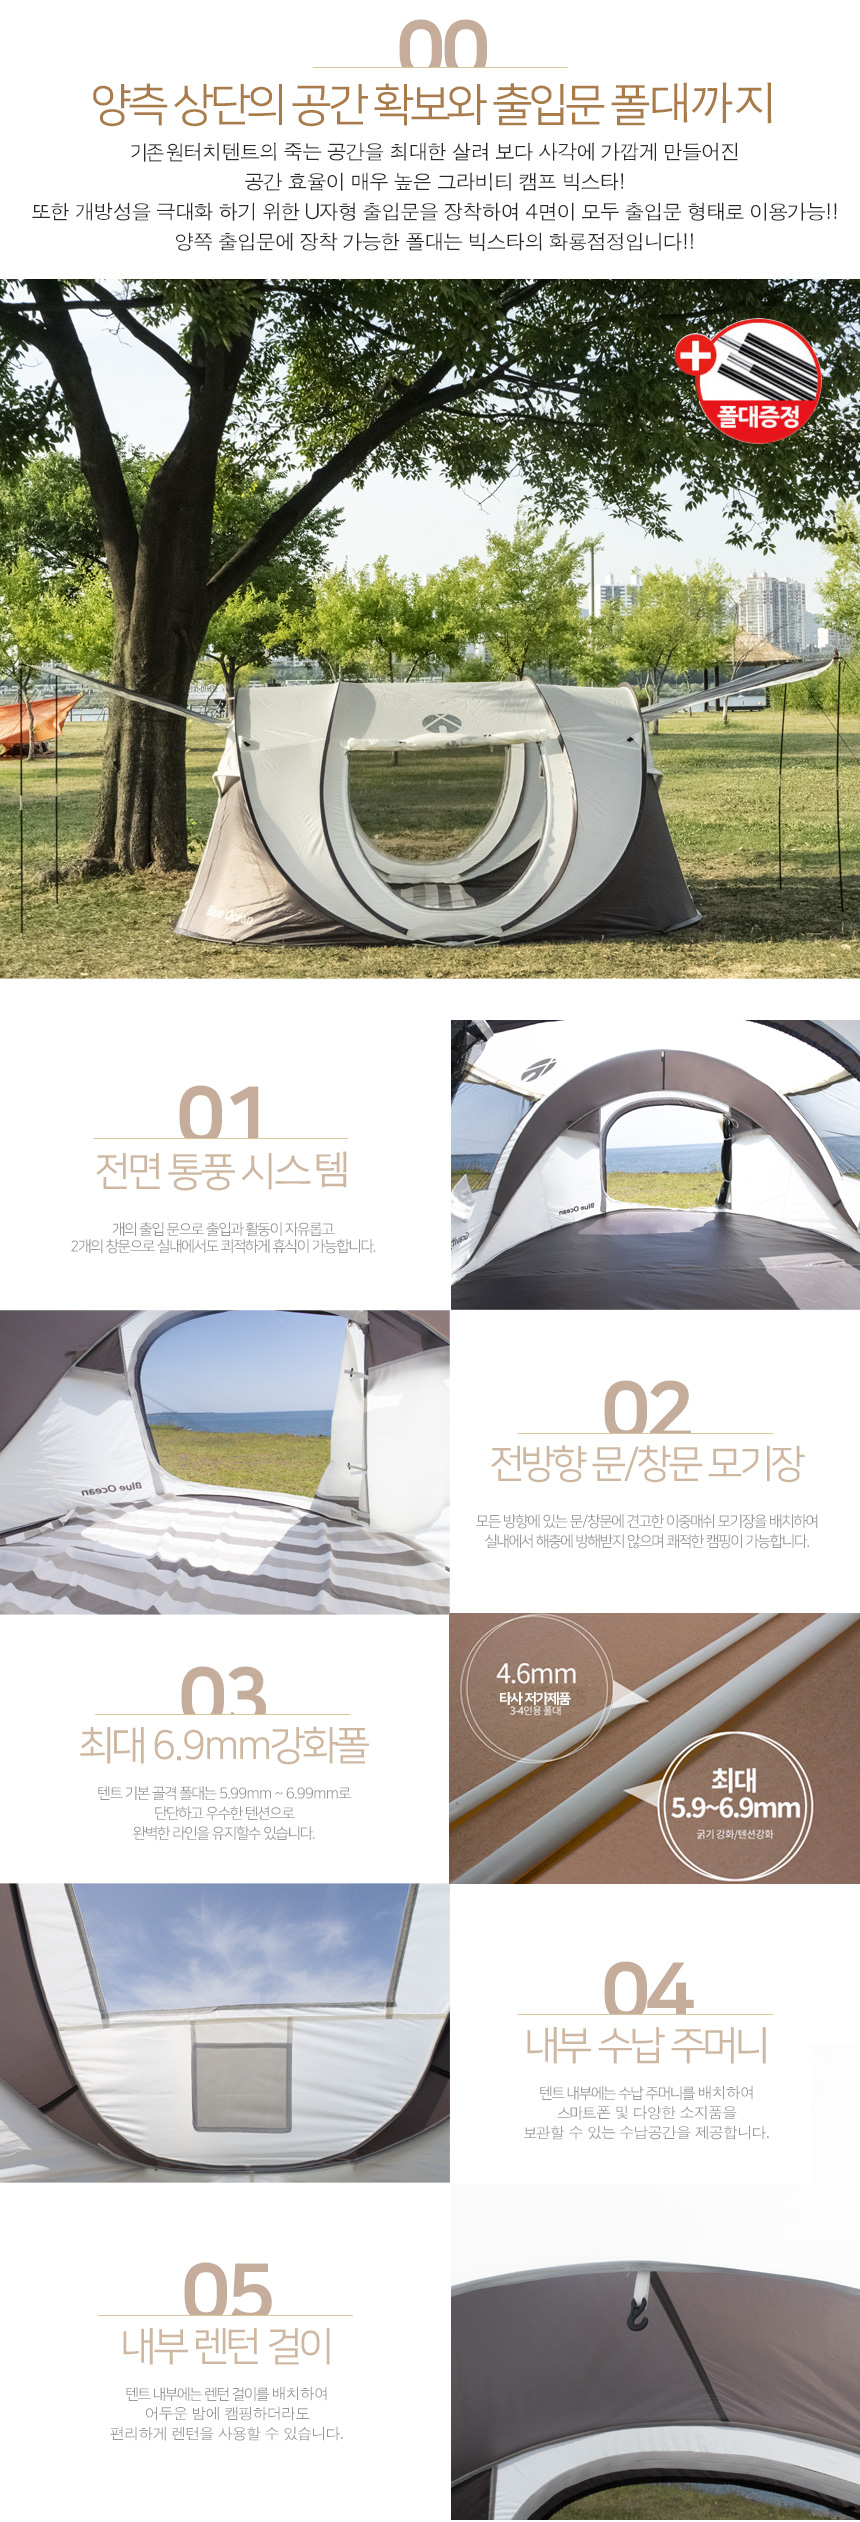 00
양측 상단의 공간 확보와 출입문 폴대까지
기존원터치텐트의 죽는 공간을 최대한 살려 보다 사각에 가깝게 만들어진
공간 효율이 매우 높은 그라비티 캠프 빅스타!
또한 개방성을 극대화 하기 위한 U자형 출입문을 장착하여 4면이 모두 출입문 형태로 이용가능!!
양쪽 출입문에 장착 가능한 폴대는 빅스타의 화룡점정입니다!!
폴대증정
Blue Ocean
01
전면 통풍 시스템
개의 출입 문으로 출입과 활동이 자유롭고
2개의 창문으로 실내에서도 쾌적하게 휴식이 가능합니다.
Blue Ocean
Blue Ocean
02
전방향 문/창문 모기장
모든 방향에 있는 문/창문에 견고한 이중매쉬 모기장을 배치하여
실내에서 해충에 방해받지 않으며 쾌적한 캠핑이 가능합니다.
03
최대 6.9mm강화폴
텐트 기본 골격 폴대는 5.99mm ~ 6.99mm로
단단하고 우수한 텐션으로
완벽한 라인을 유지할수 있습니다.
4.6mm
타사 저가제품
3-4인용 폴대
최대
5.9~6.9mm
굵기 강화/텐션강화
04
내부 수납 주머니
텐트 내부에는 수납 주머니를 배치하여
스마트폰 및 다양한 소지품을
보관할 수 있는 수납공간을 제공합니다.
05
내부 렌턴 걸이
텐트 내부에는 렌턴 걸이를 배치하여
어두운 밤에 캠핑하더라도
편리하게 렌턴을 사용할 수 있습니다.